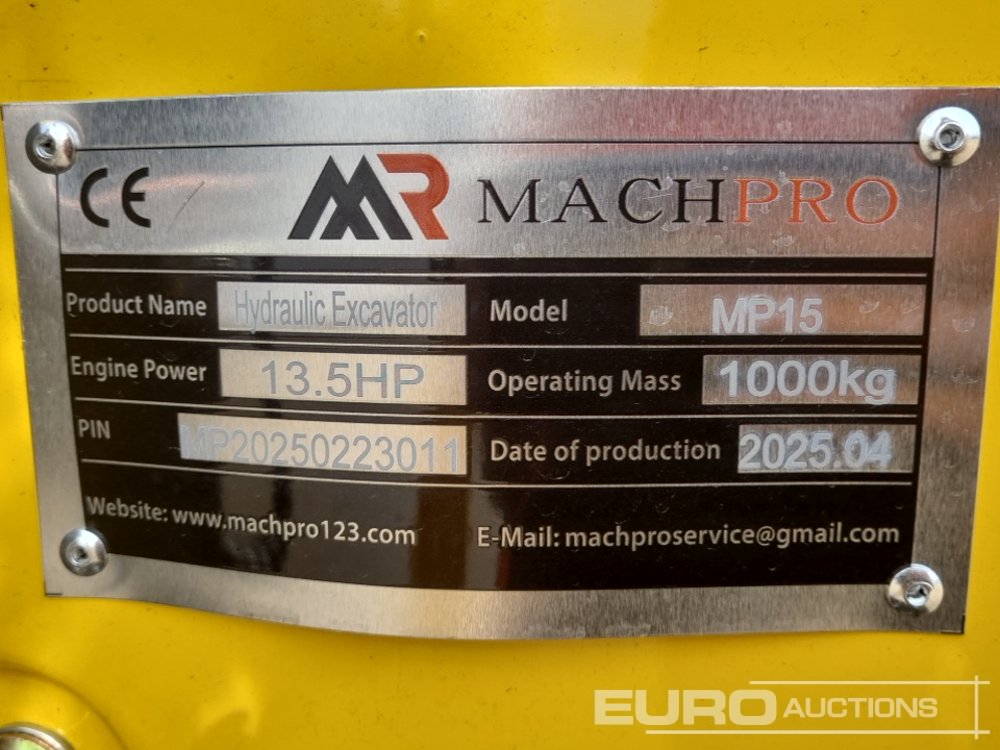 CE MR MACHPRO
Product Name Hydraulic Excavator Model MP15
Engine Power 13.5HP Operating Mass 1000kg
PIN MP20250223011 Date of production 2025.04
Website: www.machpro123.com E-Mail: machproservice@gmail.com
EURO AUCTIONS